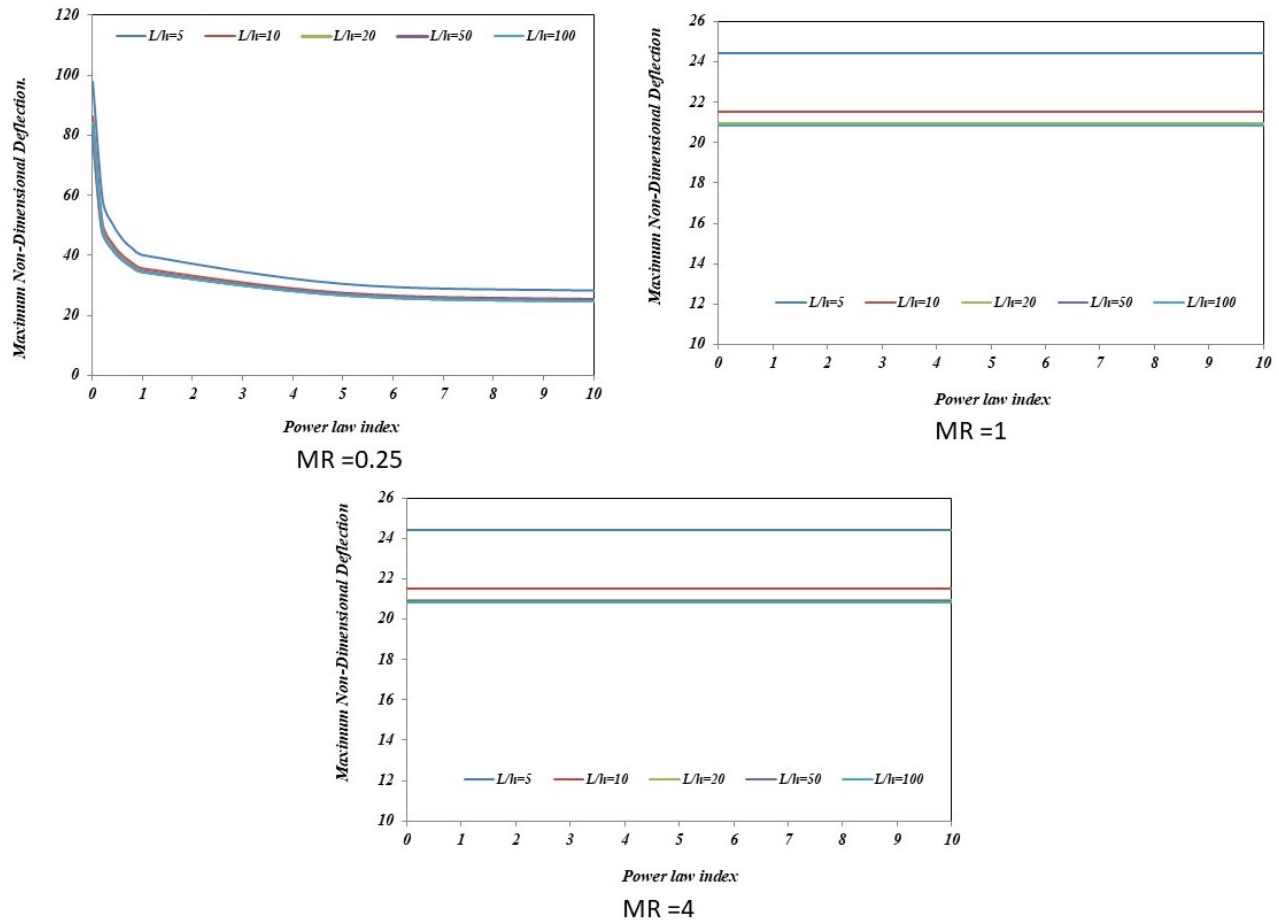 120
100
80
60
40
20
0
L/h=5 L/h=10 L/h=20 L/h=50 L/h=100
Maximum Non-Dimensional Deflection.
0 1 2 3 4 5 6 7 8 9 10
Power law index
MR =0.25
26
24
22
20
18
16
14
12
10
Maximum Non-Dimensional Deflection
L/h=5 L/h=10 L/h=20 L/h=50 L/h=100
0 1 2 3 4 5 6 7 8 9 10
Power law index
MR =1
26
24
22
20
18
16
14
12
10
Maximum Non-Dimensional Deflection
L/h=5 L/h=10 L/h=20 L/h=50 L/h=100
0 1 2 3 4 5 6 7 8 9 10
Power law index
MR =4